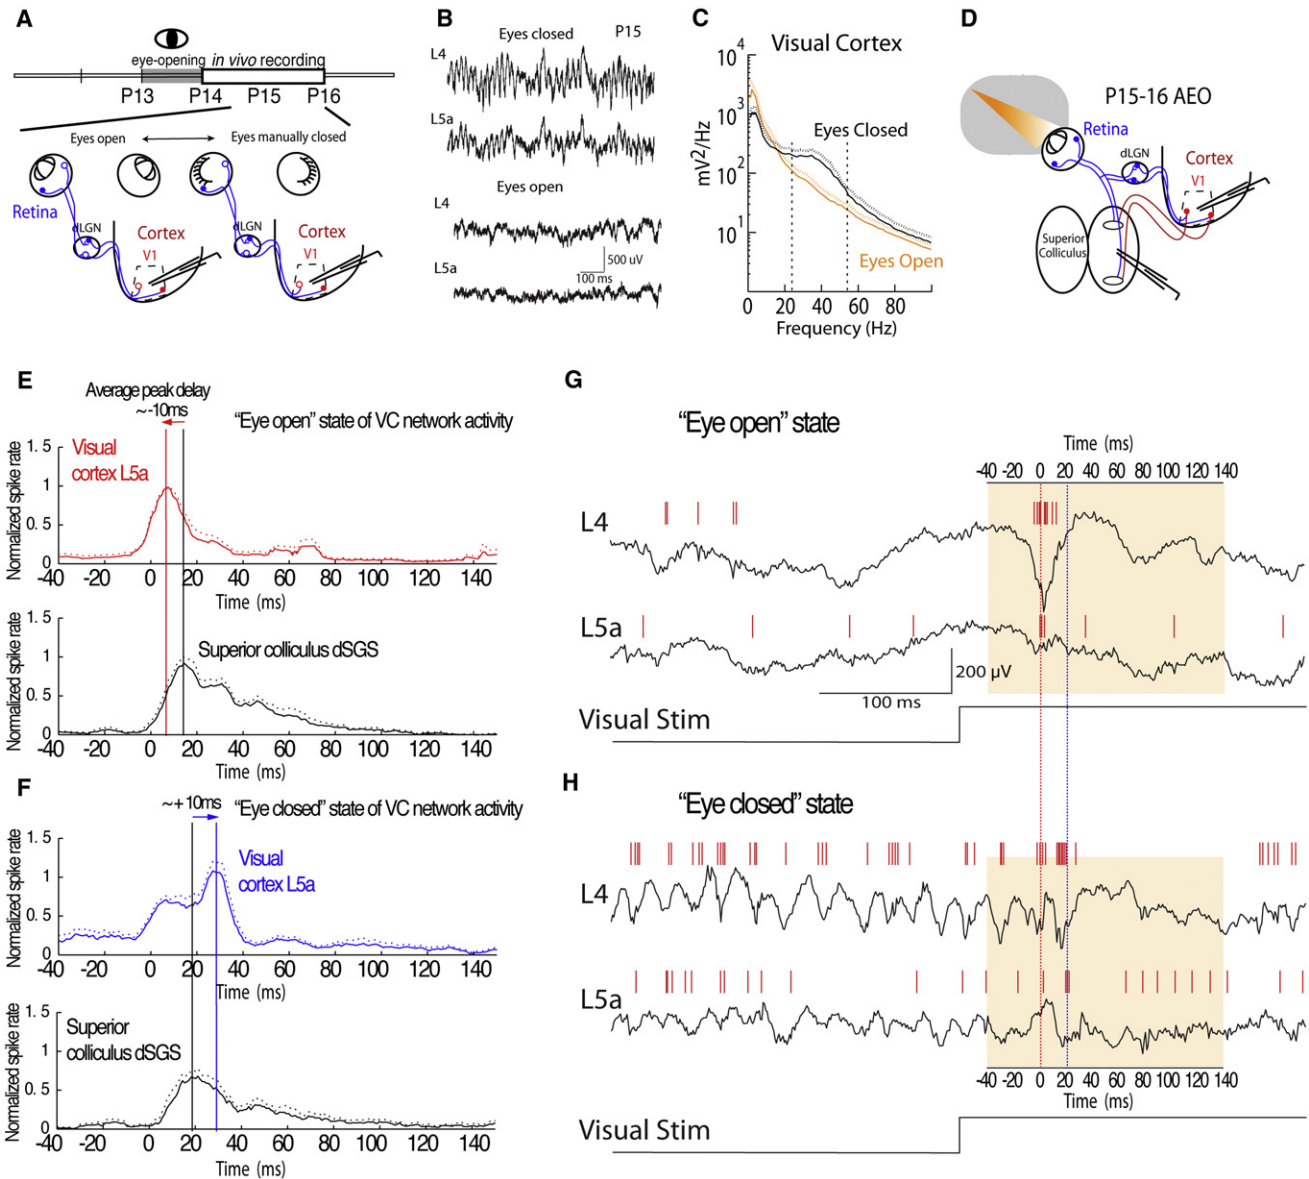 A
eye-opening in vivo recording
P13 P14 P15 P16
Eyes open Eyes manually closed
Retina
dLGN Cortex V1
dLGN Cortex V1
B
Eyes closed P15
L4
L5a
Eyes open
L4
500 uV
100 ms
L5a
C
Visual Cortex
mV²/Hz
10⁴
10³
10²
10¹
Eyes Closed
Eyes Open
0 20 40 60 80
Frequency (Hz)
D
P15-16 AEO
Retina
dLGN
Cortex
V1
Superior
Colliculus
E
Average peak delay
~-10ms
"Eye open" state of VC network activity
Visual
cortex L5a
Normalized spike rate
1.5
1
0.5
0
-40 -20 0 20 40 60 80 100 120 140
Time (ms)
Superior colliculus dSGS
Normalized spike rate
1.5
1
0.5
0
-40 -20 0 20 40 60 80 100 120 140
Time (ms)
F
~+10ms
"Eye closed" state of VC network activity
Visual
cortex L5a
Normalized spike rate
1.5
1
0.5
0
-40 -20 0 20 40 60 80 100 120 140
Time (ms)
Superior
colliculus dSGS
Normalized spike rate
1.5
1
0.5
0
-40 -20 0 20 40 60 80 100 120 140
Time (ms)
G
"Eye open" state
Time (ms)
-40 -20 0 20 40 60 80 100 120 140
L4
L5a
200 µV
100 ms
Visual Stim
H
"Eye closed" state
L4
L5a
-40 -20 0 20 40 60 80 100 120 140
Time (ms)
Visual Stim